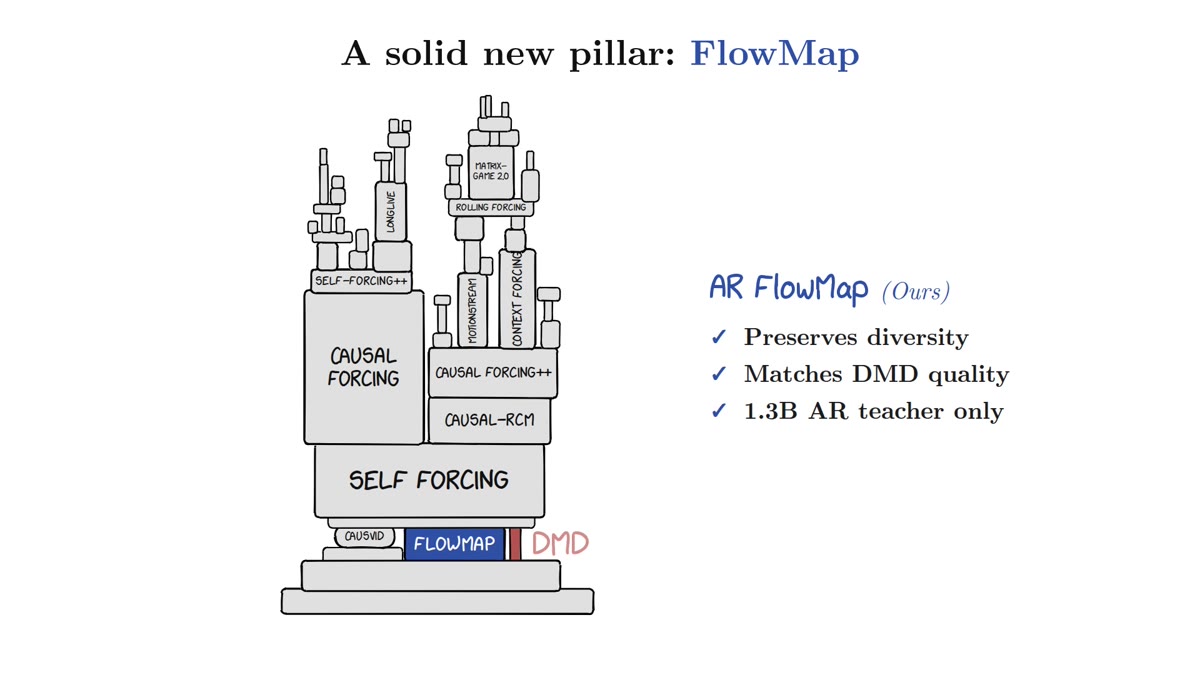 A solid new pillar: FlowMap
MATRIX-
GAME 2.0
LONGLIVE
ROLLING FORCING
SELF-FORCING++
MOTIONSTREAM
CONTEXT FORCING
CAUSAL
FORCING
CAUSAL FORCING++
CAUSAL-RCM
SELF FORCING
CAUSVID
FLOWMAP
DMD
AR FlowMap (Ours)
✓ Preserves diversity
✓ Matches DMD quality
✓ 1.3B AR teacher only